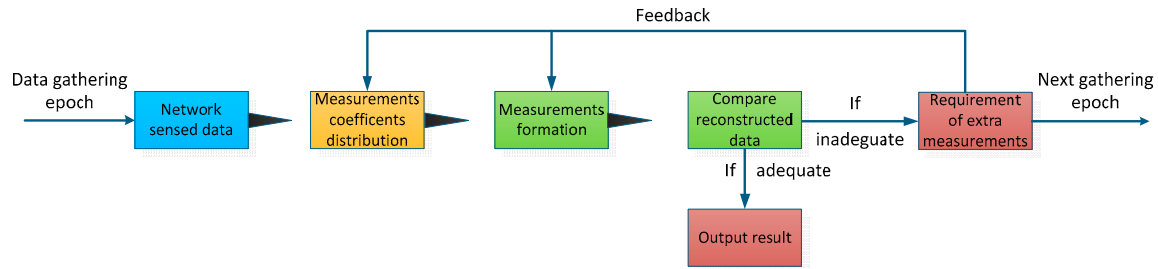 Feedback
Data gathering
epoch
Network
sensed data
Measurements
coefficents
distribution
Measurements
formation
Compare
reconstructed
data
If
inadeguate
Requirement
of extra
measurements
Next gathering
epoch
If adequate
Output result